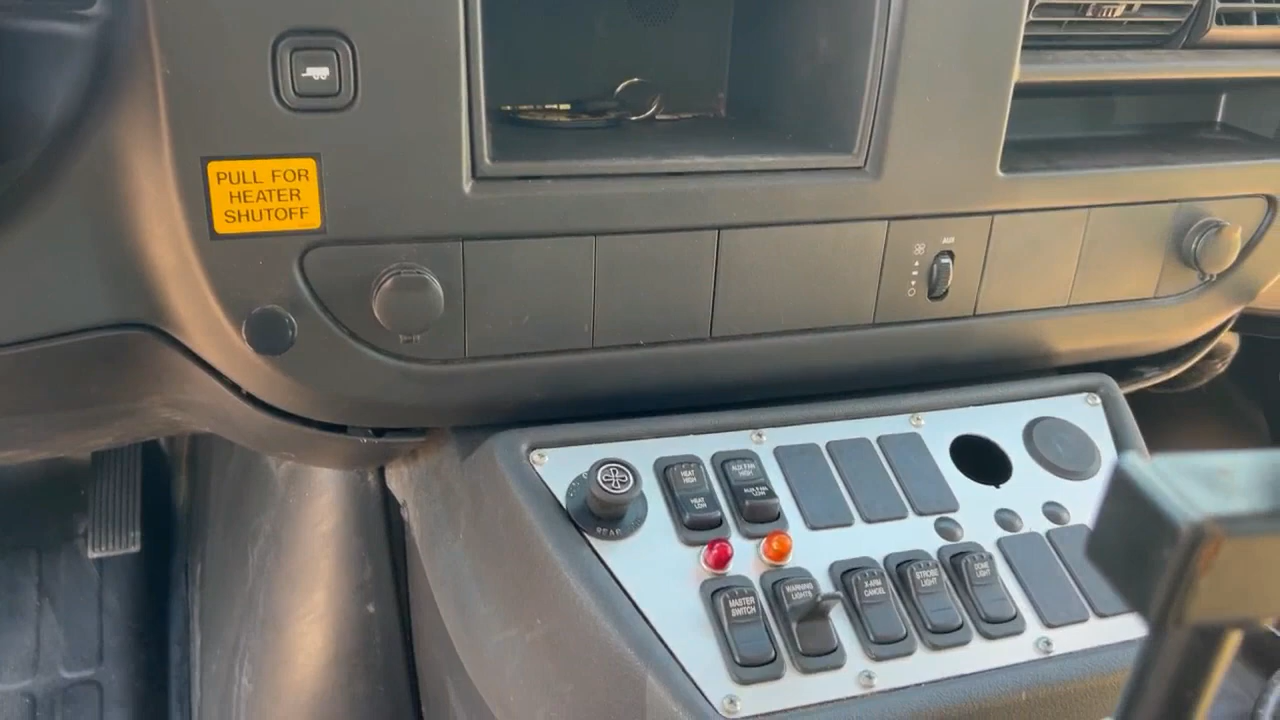 PULL FOR
HEATER
SHUTOFF
AUX
REAR
HEAT
HIGH
HEAT
LOW
AUX FAN
HIGH
AUX FAN
LOW
MASTER
SWITCH
WARNING
LIGHTS
X-ARM
CANCEL
STROBE
LIGHT
DOME
LIGHT